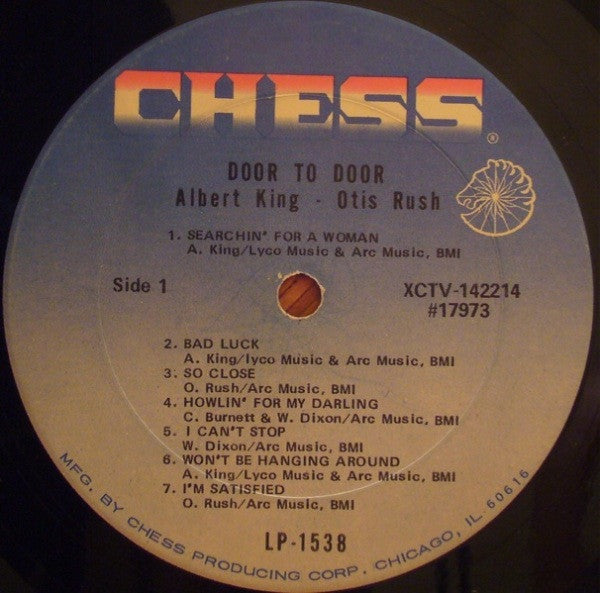 CHESS
®
DOOR TO DOOR
Albert King - Otis Rush
1. SEARCHIN' FOR A WOMAN
A. King/Lyco Music & Arc Music, BMI
Side 1
XCTV-142214
#17973
2. BAD LUCK
A. King/lyco Music & Arc Music, BMI
3. SO CLOSE
O. Rush/Arc Music, BMI
4. HOWLIN' FOR MY DARLING
C. Burnett & W. Dixon/Arc Music, BMI
5. I CAN'T STOP
W. Dixon/Arc Music, BMI
6. WON'T BE HANGING AROUND
A. King/Lyco Music & Arc Music, BMI
7. I'M SATISFIED
O. Rush/Arc Music, BMI
LP-1538
MFG. BY CHESS PRODUCING CORP. CHICAGO, IL. 60616